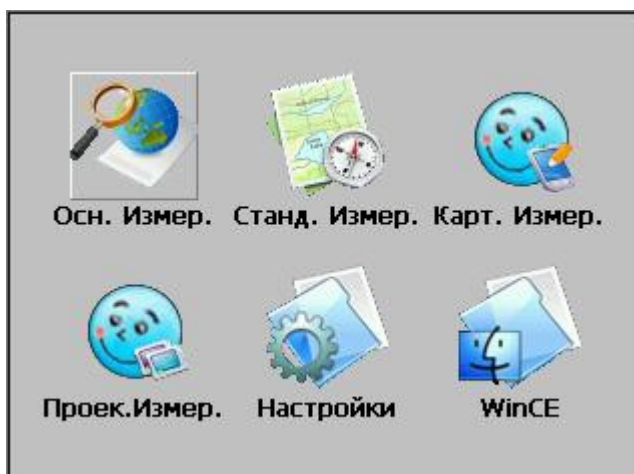 Осн. Измер. Станд. Измер. Карт. Измер.
Проек.Измер. Настройки WinCE